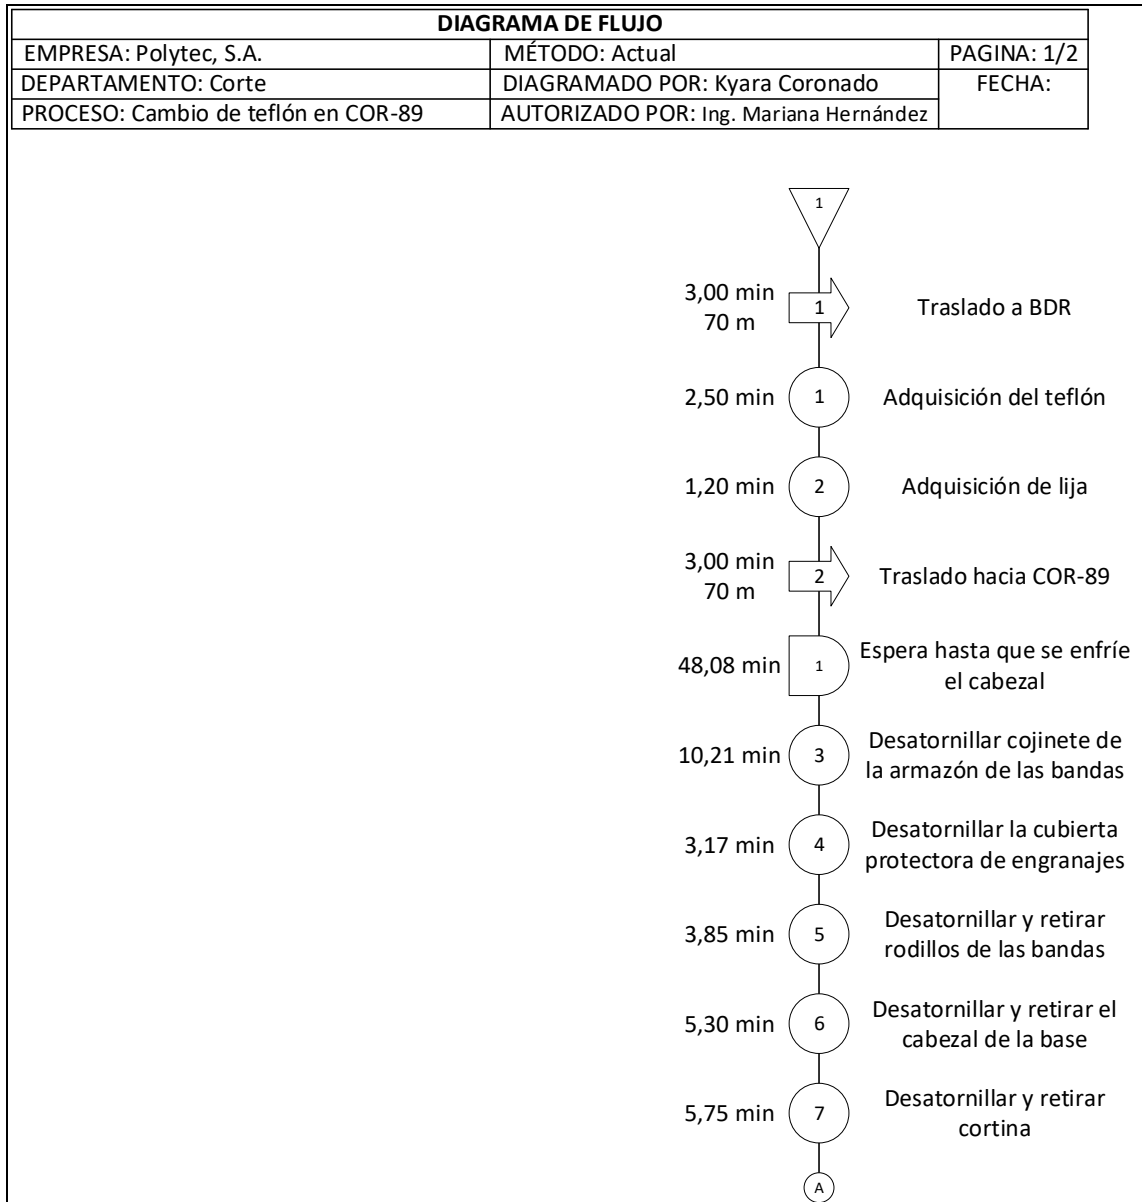 DIAGRAMA DE FLUJO
EMPRESA: Polytec, S.A.
MÉTODO: Actual
PAGINA: 1/2
DEPARTAMENTO: Corte
DIAGRAMADO POR: Kyara Coronado
FECHA:
PROCESO: Cambio de teflón en COR-89
AUTORIZADO POR: Ing. Mariana Hernández
1
3,00 min
70 m
1
Traslado a BDR
2,50 min
1
Adquisición del teflón
1,20 min
2
Adquisición de lija
3,00 min
70 m
2
Traslado hacia COR-89
48,08 min
1
Espera hasta que se enfríe
el cabezal
10,21 min
3
Desatornillar cojinete de
la armazón de las bandas
3,17 min
4
Desatornillar la cubierta
protectora de engranajes
3,85 min
5
Desatornillar y retirar
rodillos de las bandas
5,30 min
6
Desatornillar y retirar el
cabezal de la base
5,75 min
7
Desatornillar y retirar
cortina
A